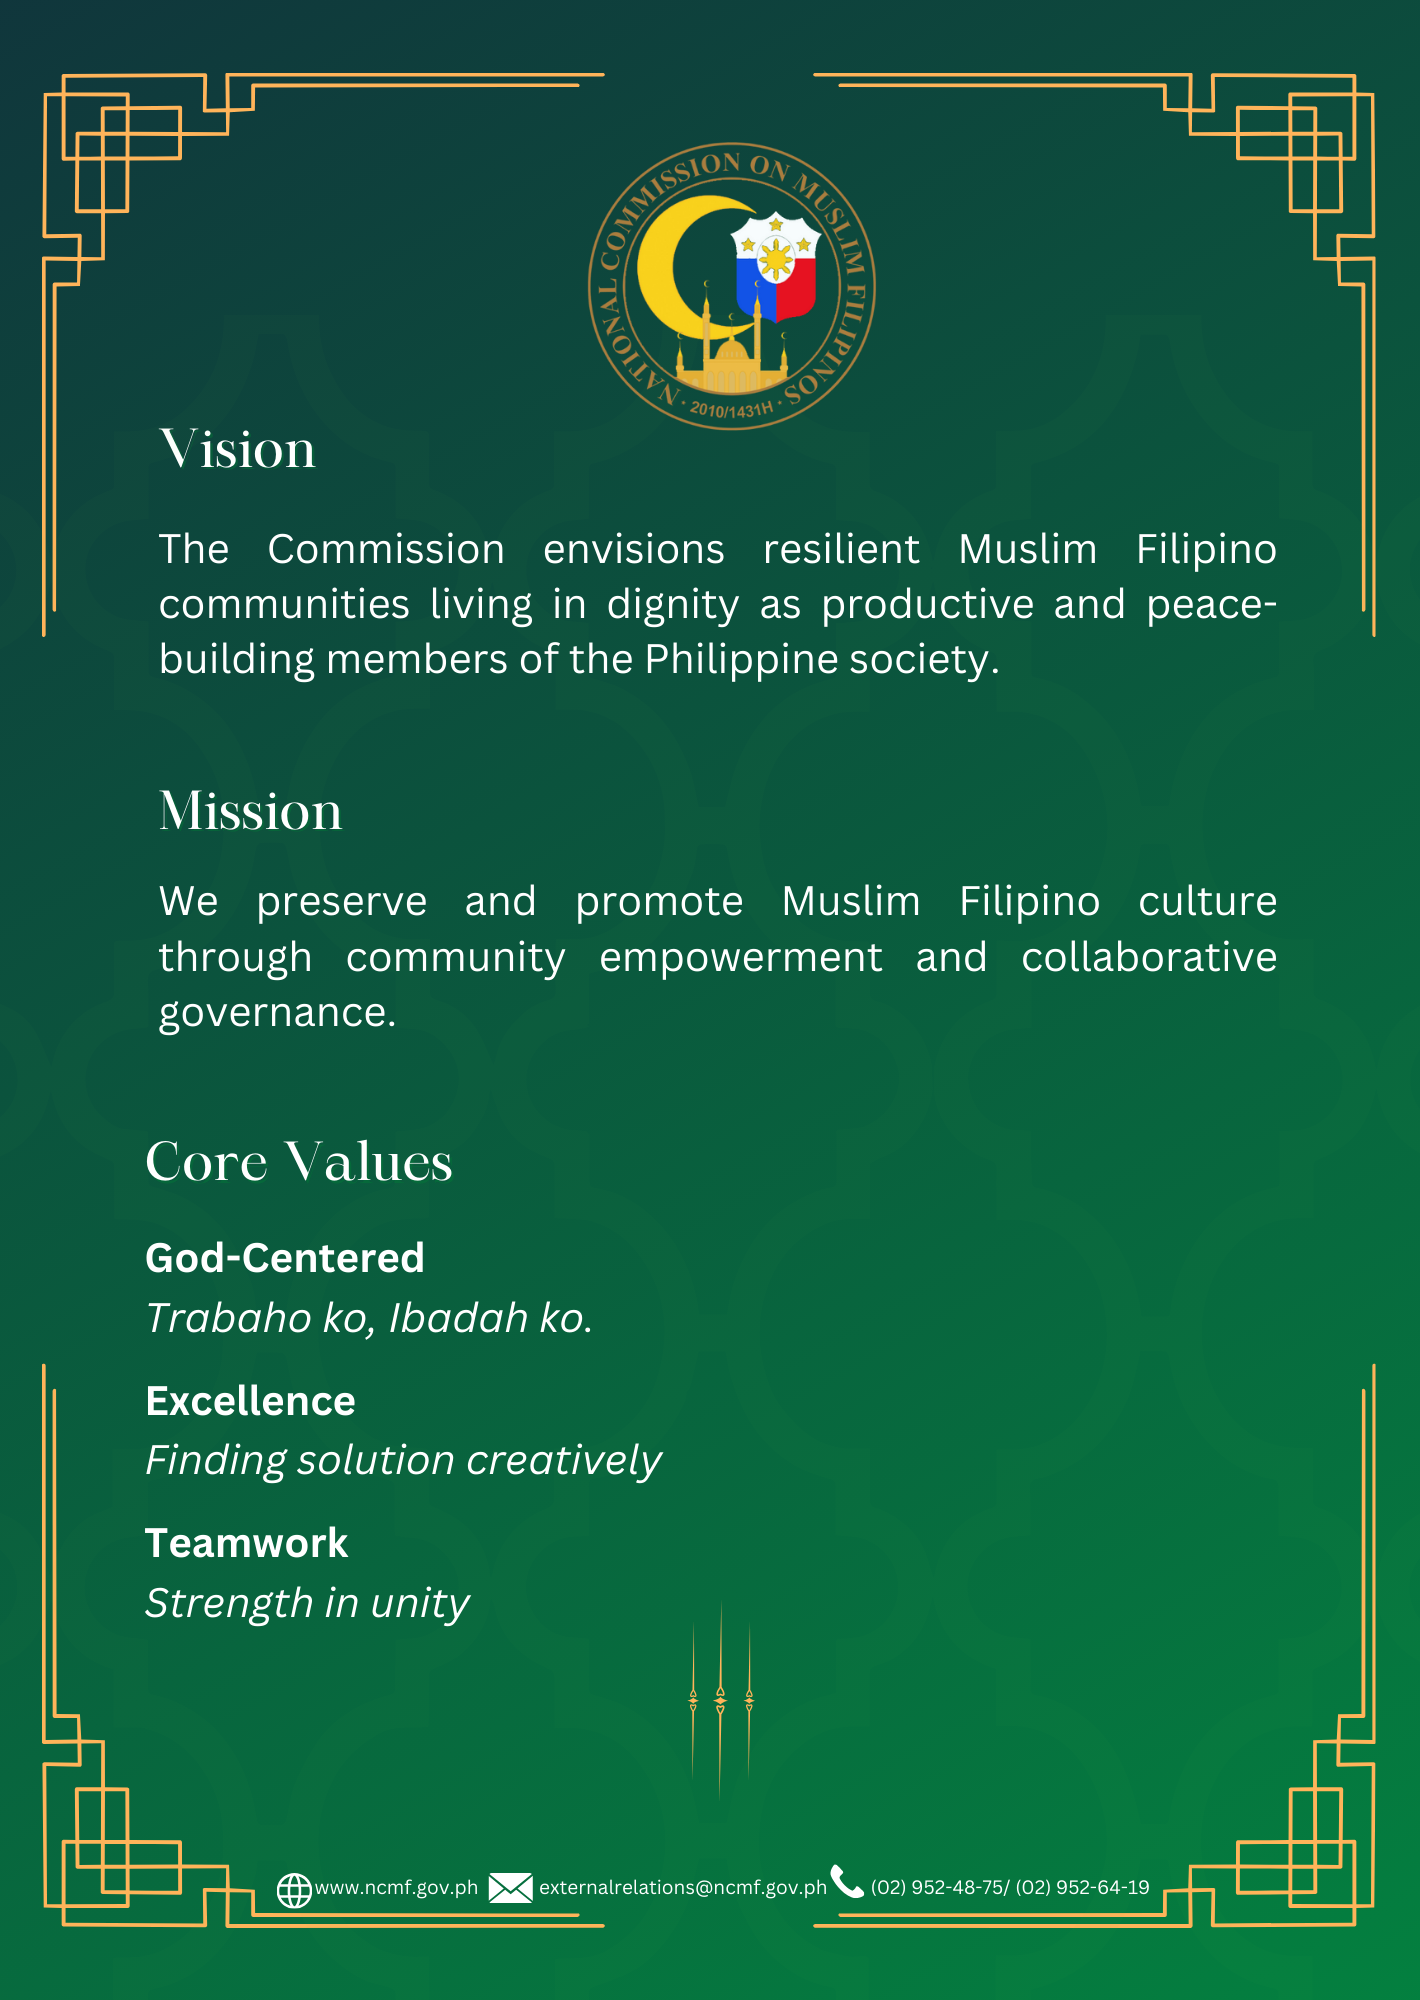 NATIONAL COMMISSION ON MUSLIM FILIPINOS
· 2010/1431H ·
Vision
The Commission envisions resilient Muslim Filipino
communities living in dignity as productive and peace-
building members of the Philippine society.
Mission
We preserve and promote Muslim Filipino culture
through community empowerment and collaborative
governance.
Core Values
God-Centered
Trabaho ko, Ibadah ko.
Excellence
Finding solution creatively
Teamwork
Strength in unity
www.ncmf.gov.ph externalrelations@ncmf.gov.ph (02) 952-48-75/ (02) 952-64-19